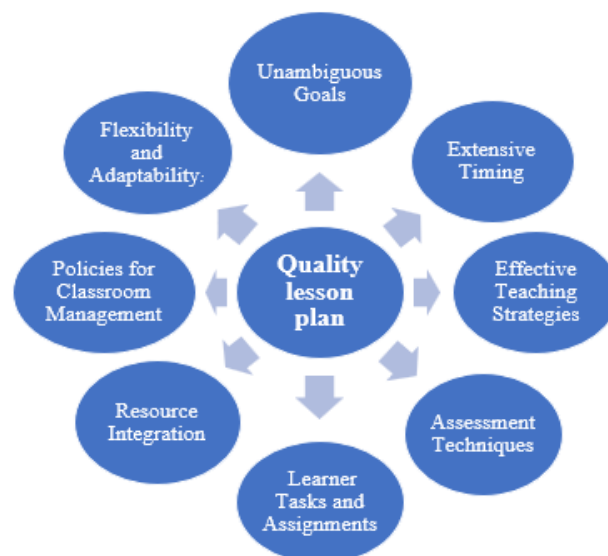 Unambiguous
Goals
Flexibility
and
Adaptability:
Extensive
Timing
Policies for
Classroom
Management
Quality
lesson
plan
Effective
Teaching
Strategies
Resource
Integration
Assessment
Techniques
Learner
Tasks and
Assignments